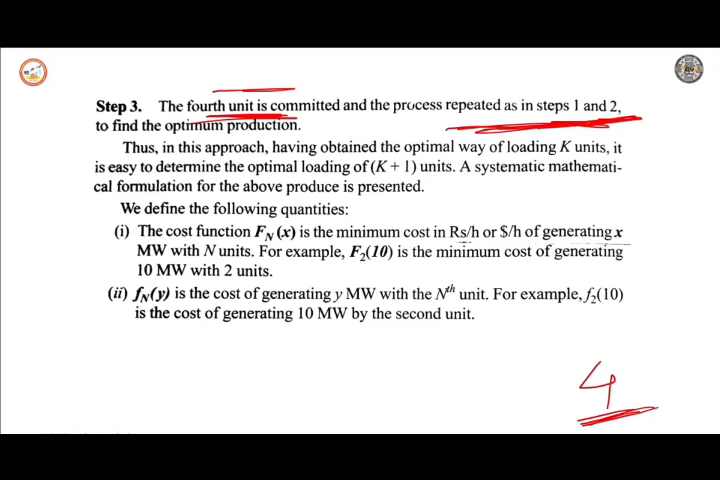 Step 3. The fourth unit is committed and the process repeated as in steps 1 and 2,
to find the optimum production.
Thus, in this approach, having obtained the optimal way of loading K units, it
is easy to determine the optimal loading of (K + 1) units. A systematic mathemati-
cal formulation for the above produce is presented.
We define the following quantities:
(i) The cost function F_N (x) is the minimum cost in Rs/h or $/h of generating x
MW with N units. For example, F₂(10) is the minimum cost of generating
10 MW with 2 units.
(ii) f_N(y) is the cost of generating y MW with the Nᵗʰ unit. For example, f₂(10)
is the cost of generating 10 MW by the second unit.
4